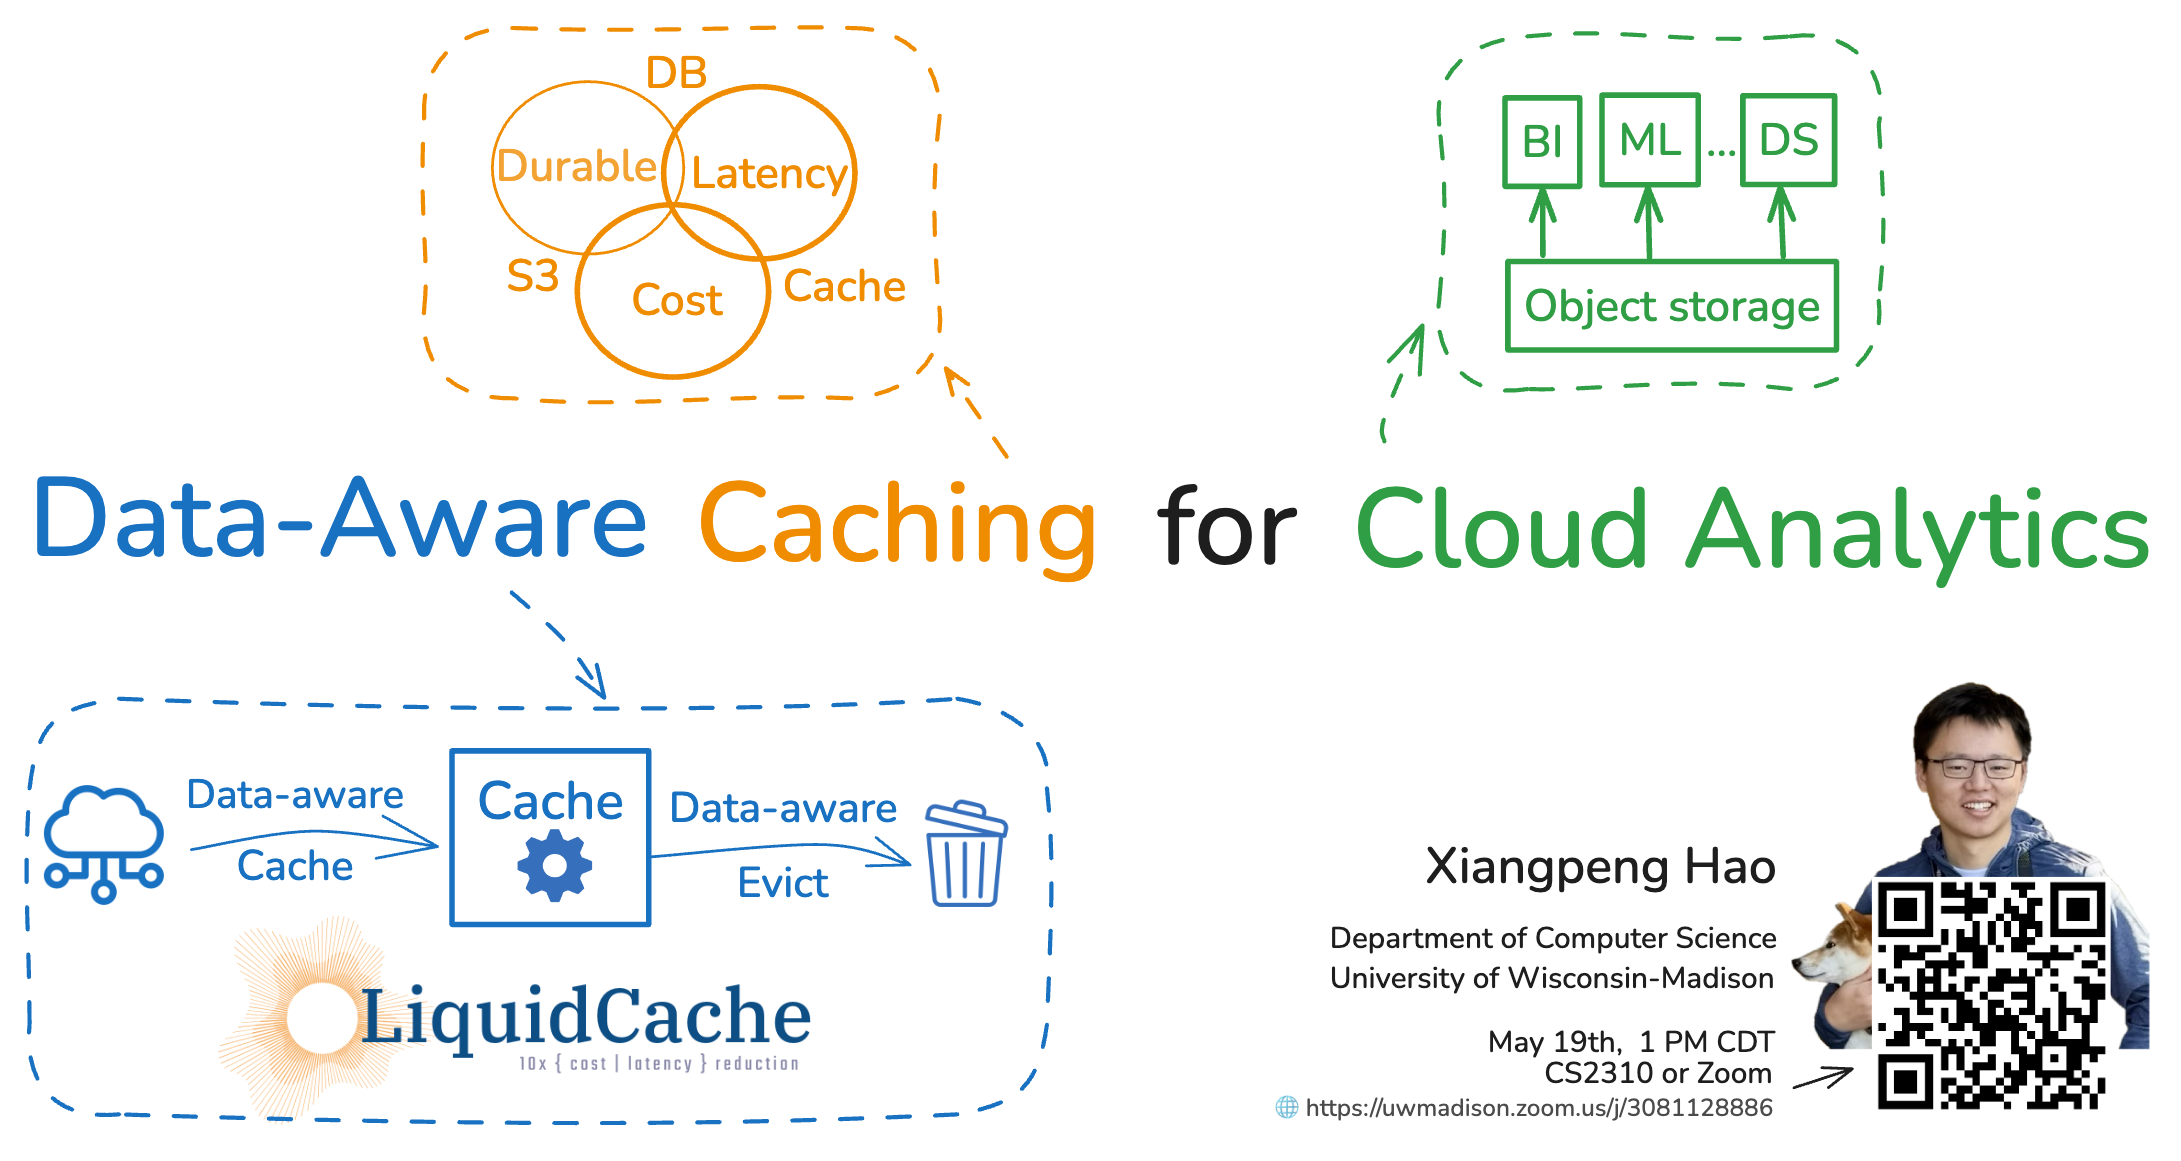 DB
Durable
Latency
S3
Cost
Cache
BI
ML
...
DS
Object storage
Data-Aware Caching for Cloud Analytics
Data-aware
Cache
Cache
Data-aware
Evict
LiquidCache
10x { cost | latency } reduction
Xiangpeng Hao
Department of Computer Science
University of Wisconsin-Madison
May 19th, 1 PM CDT
CS2310 or Zoom
https://uwmadison.zoom.us/j/3081128886